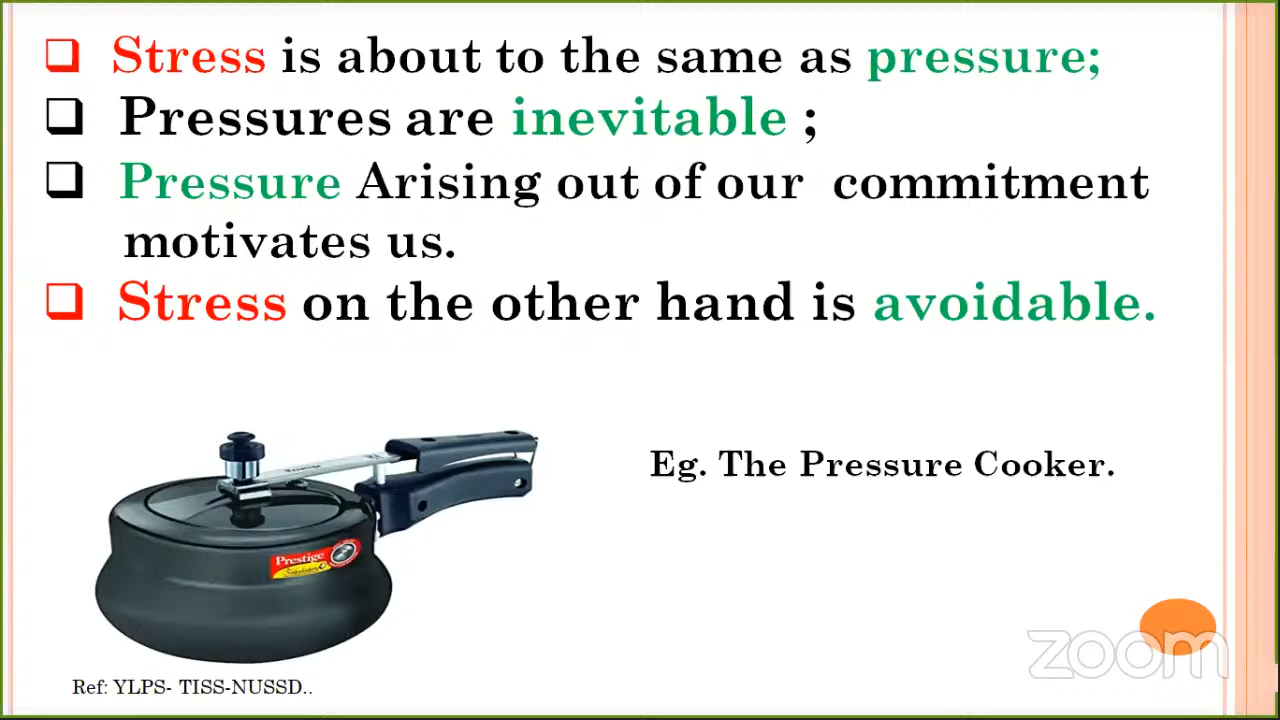 Stress is about to the same as pressure;
Pressures are inevitable ;
Pressure Arising out of our commitment
motivates us.
Stress on the other hand is avoidable.
Eg. The Pressure Cooker.
Prestige
Ref: YLPS- TISS-NUSSD..
zoom